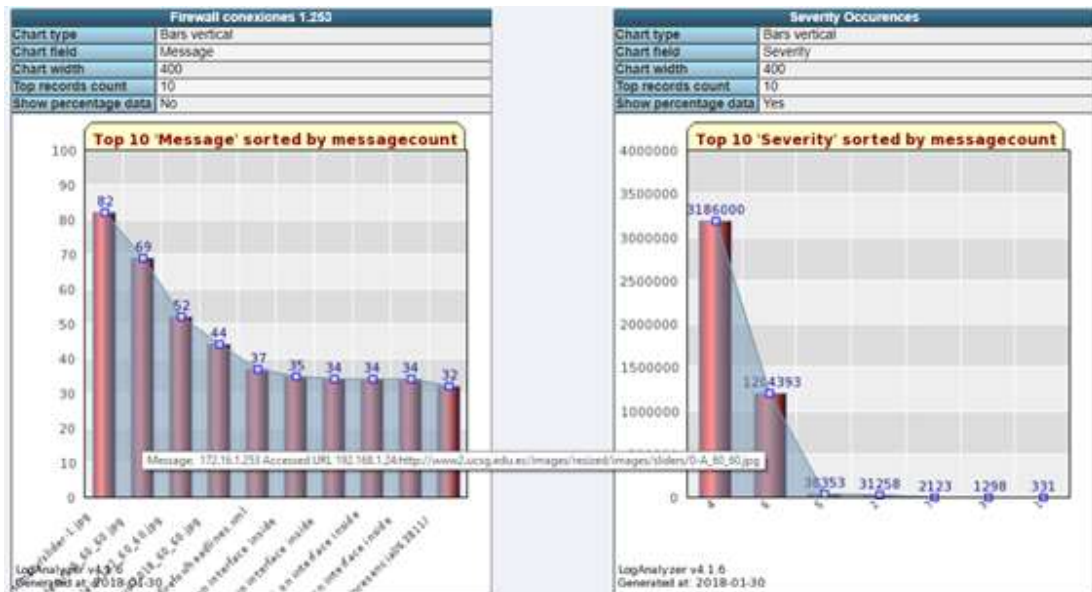 Firewall conexiones 1.253
Chart type Bars vertical
Chart field Message
Chart width 400
Top records count 10
Show percentage data No
Top 10 'Message' sorted by messagecount
100
90
80
70
60
50
40
30
20
10
0
82
69
52
44
37
35
34
34
34
32
Message: 172.16.1.253 Accessed URL 192.168.1.24:http://www2.ucsg.edu.es/images/resized/images/sliders/0-A_60_60.jpg
LogAnalyzer v4.1.6
Generated at: 2018-01-30
Severity Occurences
Chart type Bars vertical
Chart field Severity
Chart width 400
Top records count 10
Show percentage data Yes
Top 10 'Severity' sorted by messagecount
4000000
3500000
3000000
2500000
2000000
1500000
1000000
0
3186000
1204393
31258
2123
1298
331
4
6
5
LogAnalyzer v4.1.6
Generated at: 2018-01-30